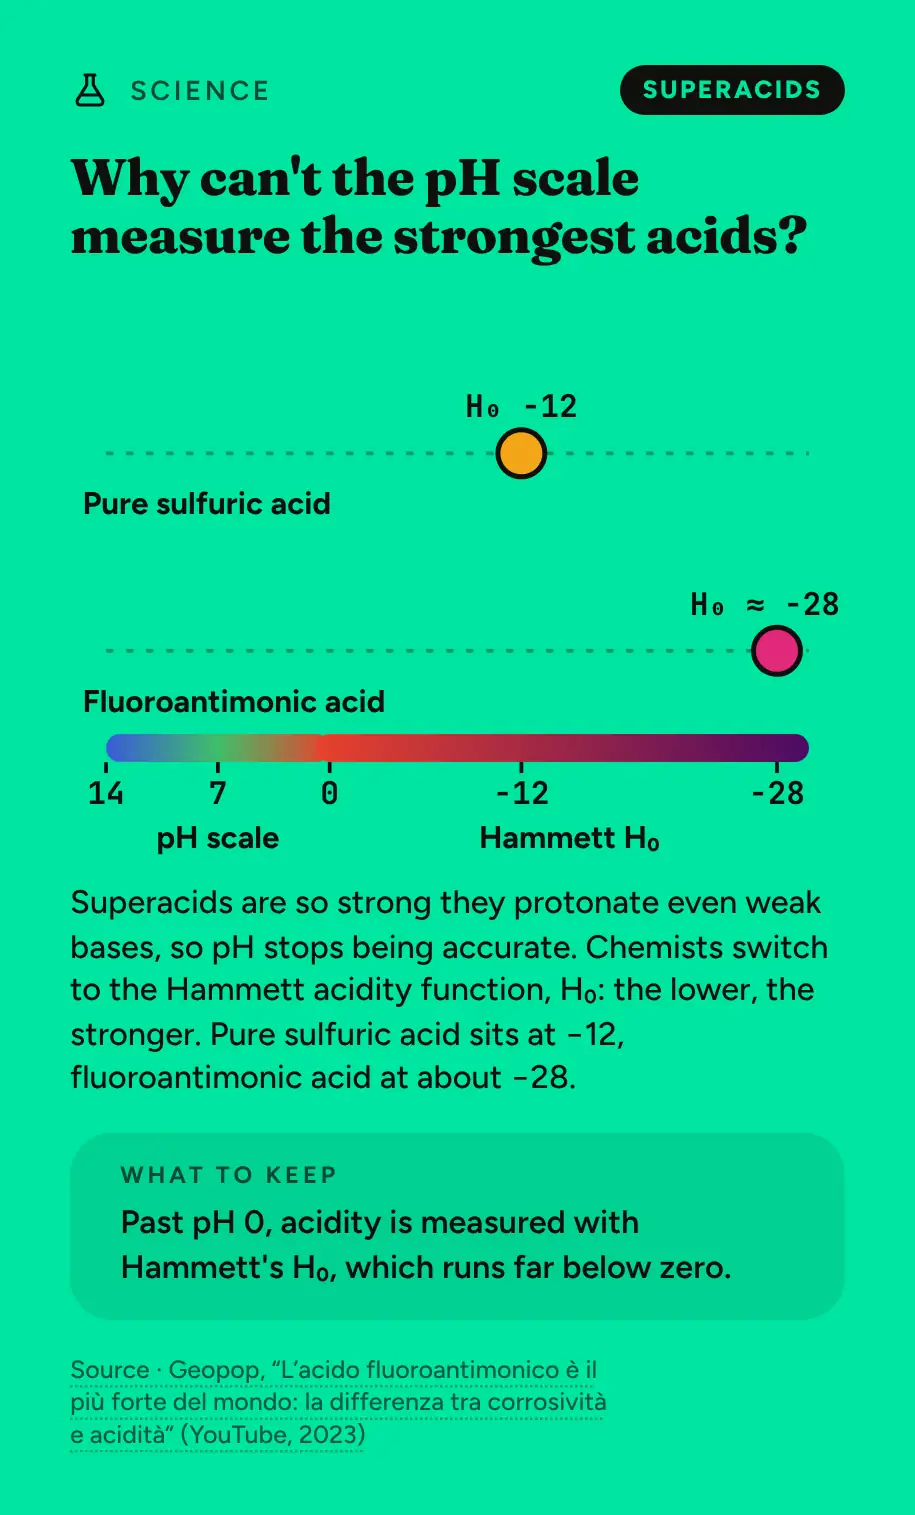 SCIENCE
SUPERACIDS
Why can't the pH scale
measure the strongest acids?
H₀ -12
Pure sulfuric acid
H₀ ≈ -28
Fluoroantimonic acid
14 7 0 -12 -28
pH scale Hammett H₀
Superacids are so strong they protonate even weak
bases, so pH stops being accurate. Chemists switch
to the Hammett acidity function, H₀: the lower, the
stronger. Pure sulfuric acid sits at −12,
fluoroantimonic acid at about −28.
WHAT TO KEEP
Past pH 0, acidity is measured with
Hammett's H₀, which runs far below zero.
Source · Geopop, “L’acido fluoroantimonico è il
più forte del mondo: la differenza tra corrosività
e acidità” (YouTube, 2023)